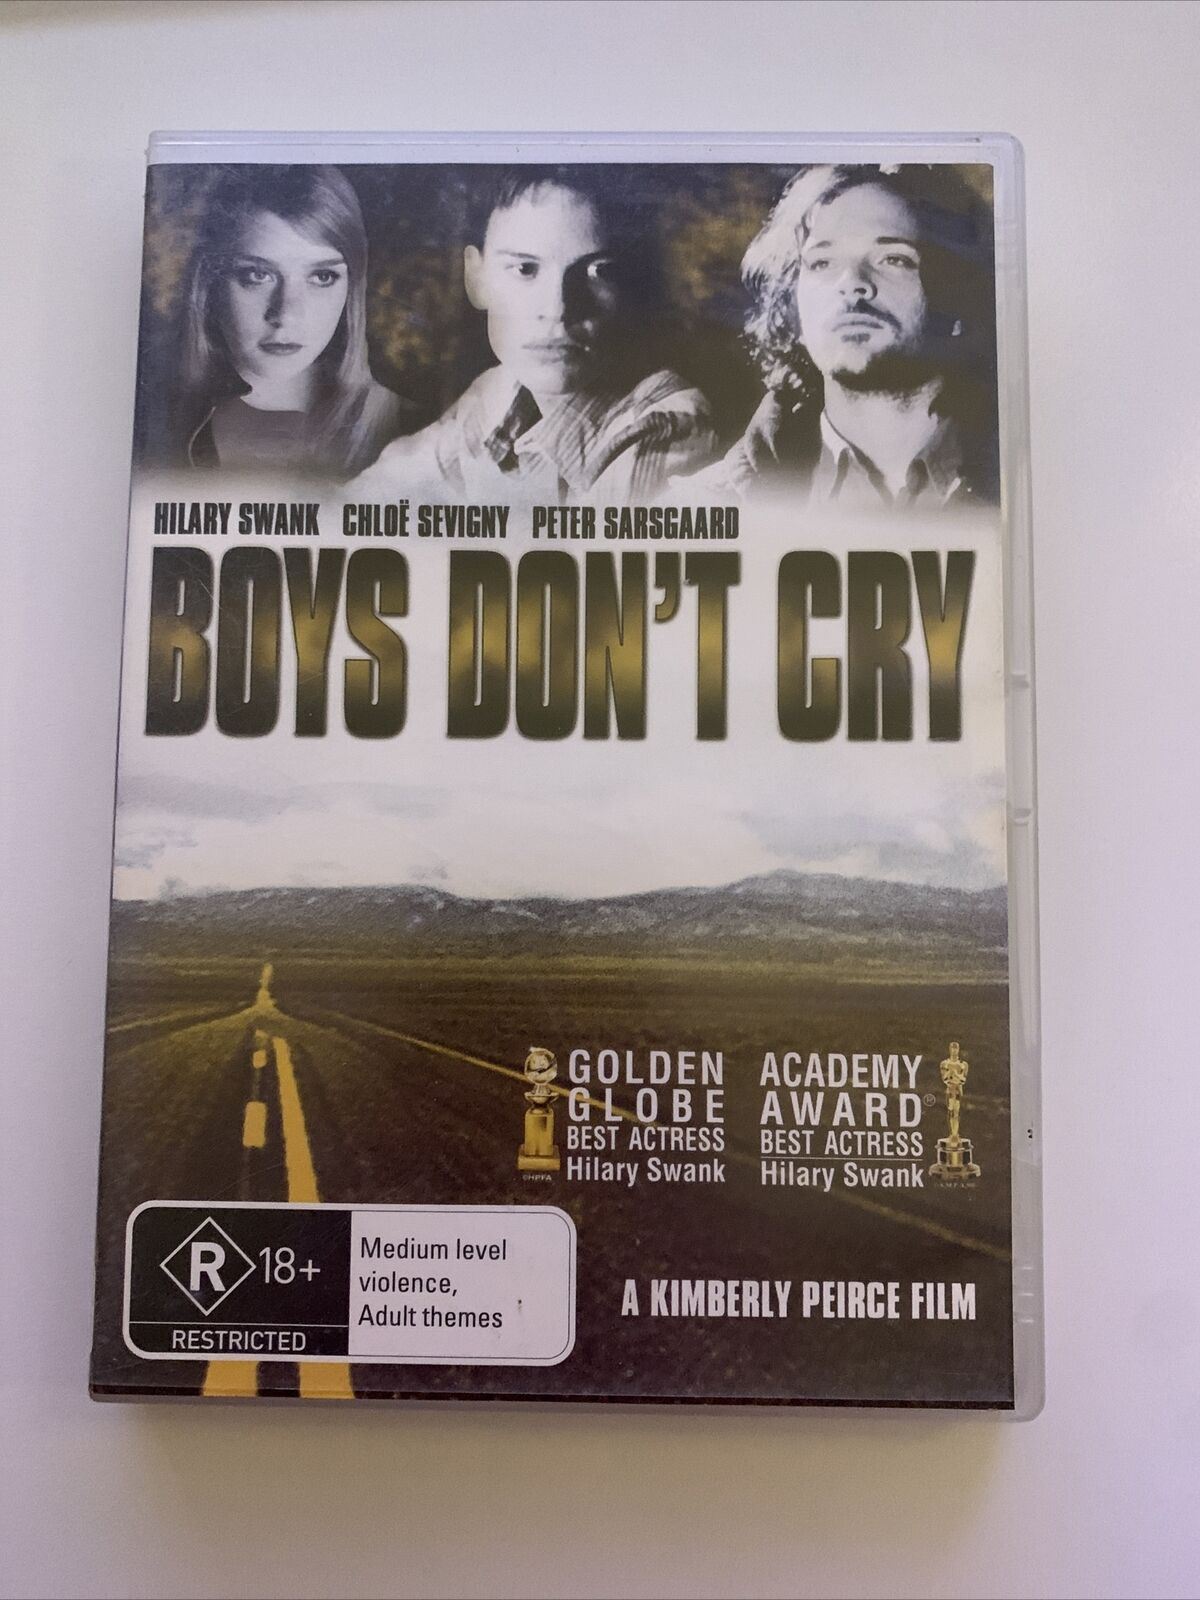 HILARY SWANK CHLOË SEVIGNY PETER SARSGAARD
BOYS DON'T CRY
GOLDEN
GLOBE
BEST ACTRESS
Hilary Swank
©HFPA
ACADEMY
AWARD®
BEST ACTRESS
Hilary Swank
R 18+
RESTRICTED
Medium level
violence,
Adult themes
A KIMBERLY PEIRCE FILM